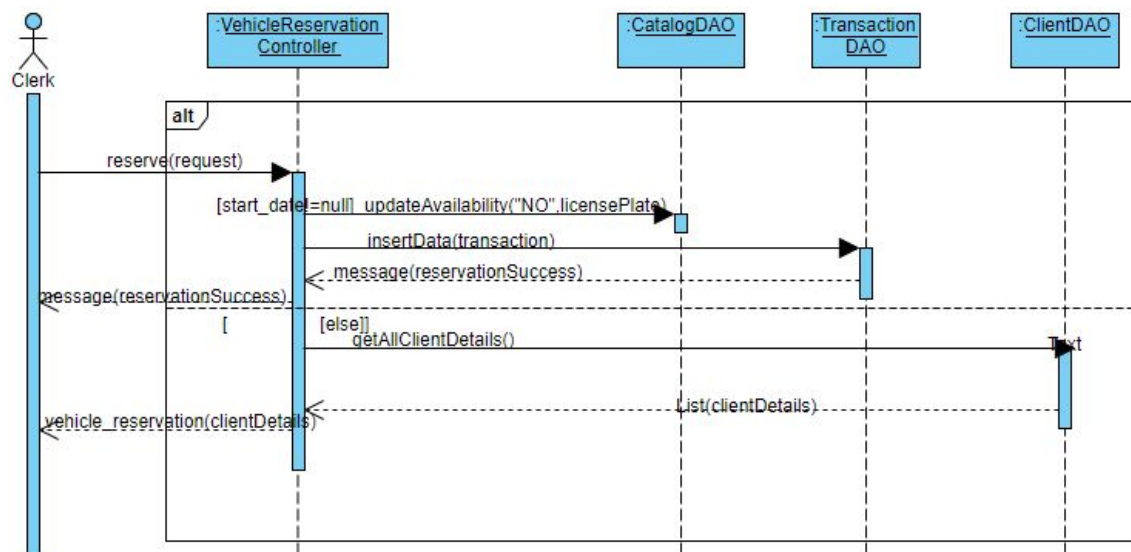 :VehicleReservation
Controller
:CatalogDAO
:Transaction
DAO
:ClientDAO
Clerk
alt
reserve(request)
[start_date!=null] updateAvailability("NO",licensePlate)
insertData(transaction)
message(reservationSuccess)
message(reservationSuccess)
[ [else]]
getAllClientDetails()
Text
List(clientDetails)
vehicle_reservation(clientDetails)